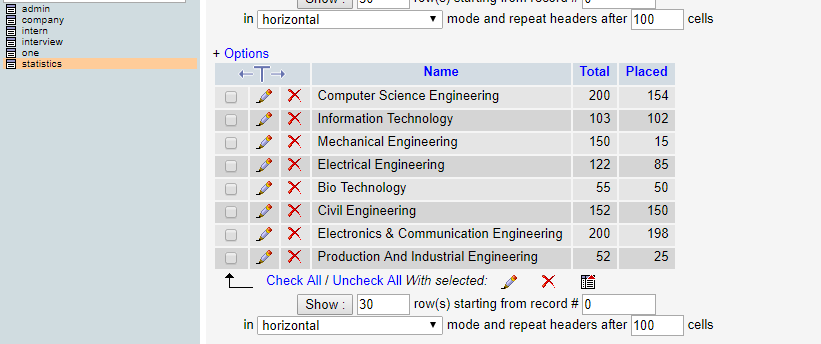 admin
company
intern
interview
one
statistics
Show : 30 row(s) starting from record # 0
in horizontal mode and repeat headers after 100 cells
+ Options
Name Total Placed
Computer Science Engineering 200 154
Information Technology 103 102
Mechanical Engineering 150 15
Electrical Engineering 122 85
Bio Technology 55 50
Civil Engineering 152 150
Electronics & Communication Engineering 200 198
Production And Industrial Engineering 52 25
Check All / Uncheck All With selected:
Show : 30 row(s) starting from record # 0
in horizontal mode and repeat headers after 100 cells